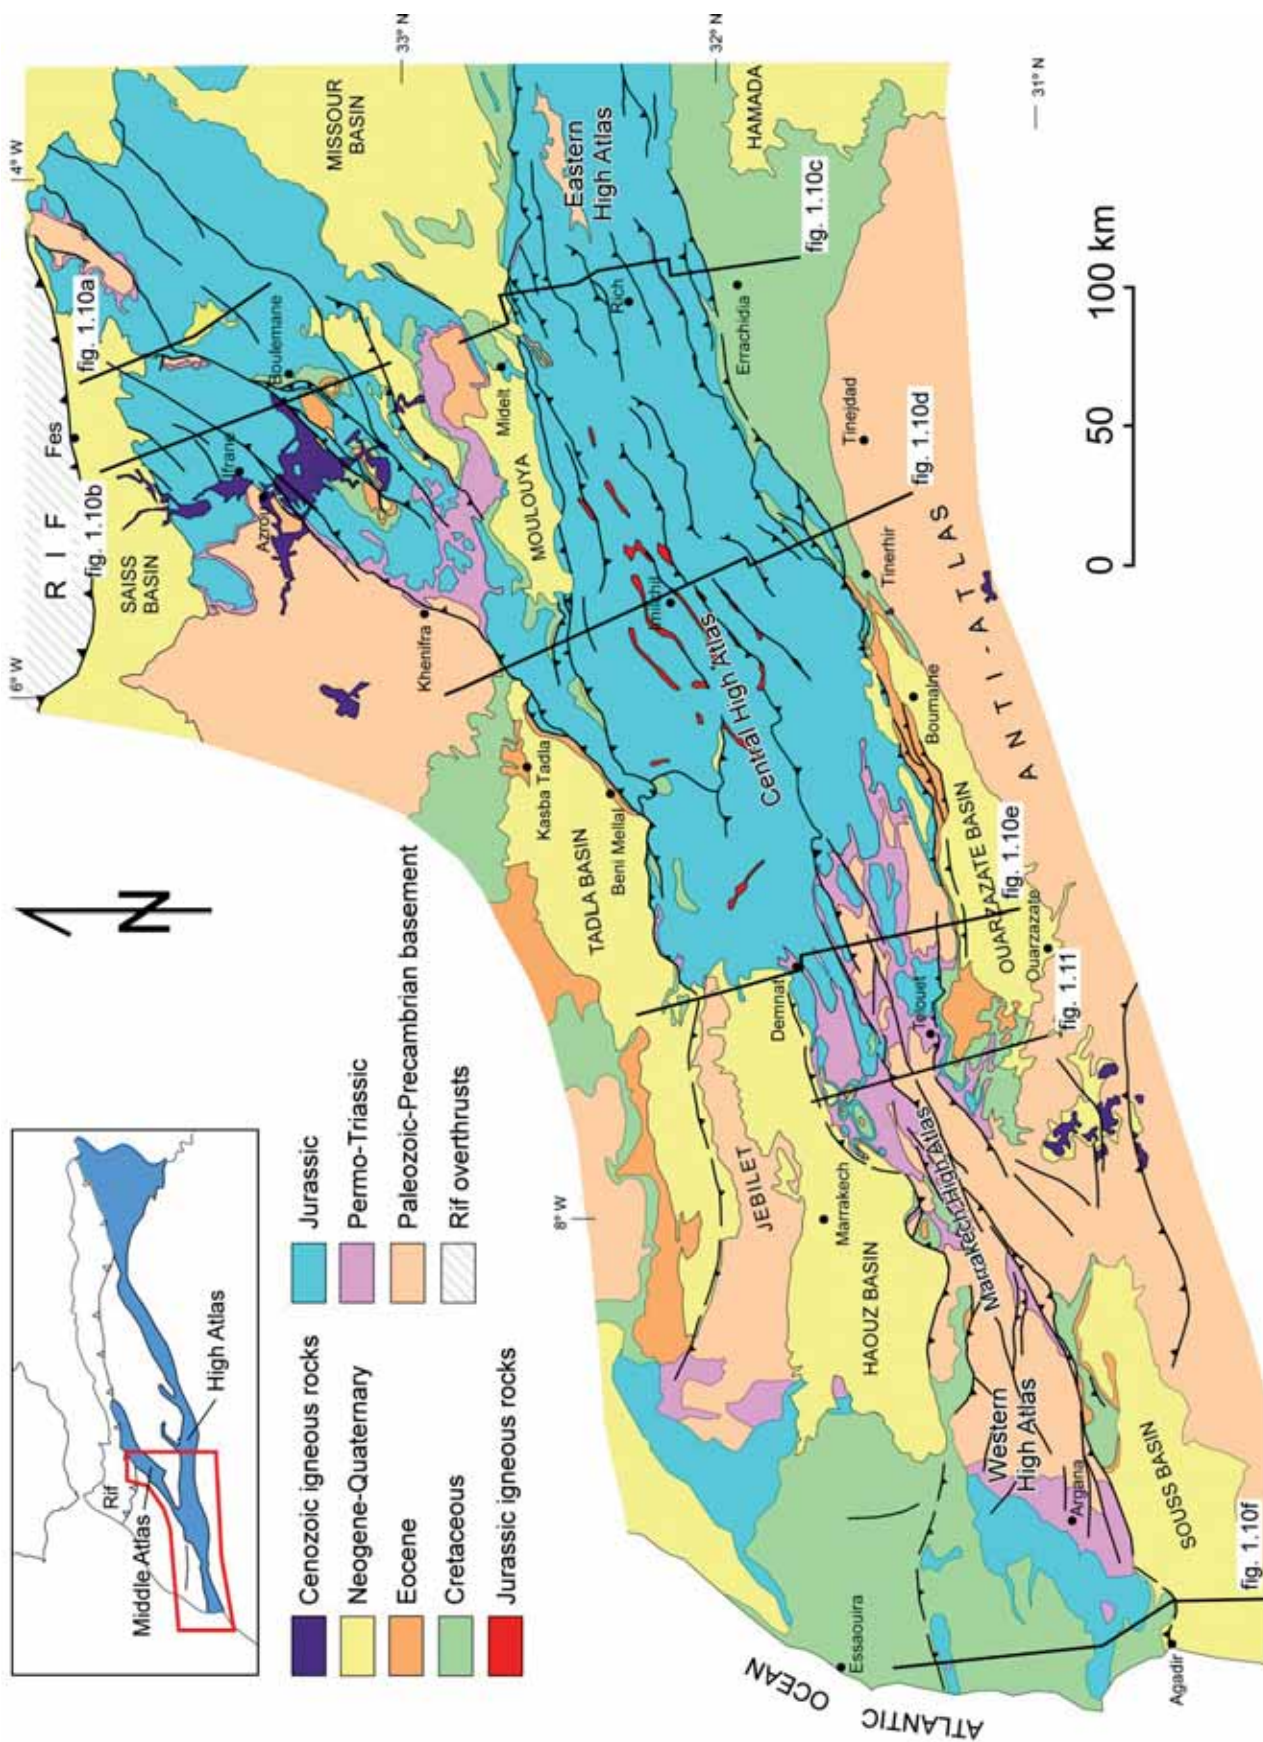 Rif
Middle Atlas
High Atlas
Cenozoic igneous rocks
Neogene-Quaternary
Eocene
Cretaceous
Jurassic igneous rocks
Jurassic
Permo-Triassic
Paleozoic-Precambrian basement
Rif overthrusts
N
8° W
6° W
4° W
33° N
32° N
31° N
RIF
Fes
fig. 1.10a
fig. 1.10b
SAISS
BASIN
Ifrane
Azrou
Boulemane
MISSOUR
BASIN
Khenifra
Midelt
MOULOUYA
Kasba Tadla
Beni Mellal
TADLA BASIN
Imilchil
Rich
Eastern
High Atlas
Central High Atlas
Errachidia
HAMADA
fig. 1.10c
Tinejdad
fig. 1.10d
Tinerhir
Boumalne
ANTI-ATLAS
Demnat
Telouet
OUARZAZATE BASIN
Ouarzazate
fig. 1.10e
fig. 1.11
JEBILET
Marrakech
HAOUZ BASIN
Marrakech High Atlas
Western
High Atlas
Argana
SOUSS BASIN
fig. 1.10f
Essaouira
Agadir
ATLANTIC
OCEAN
0 50 100 km